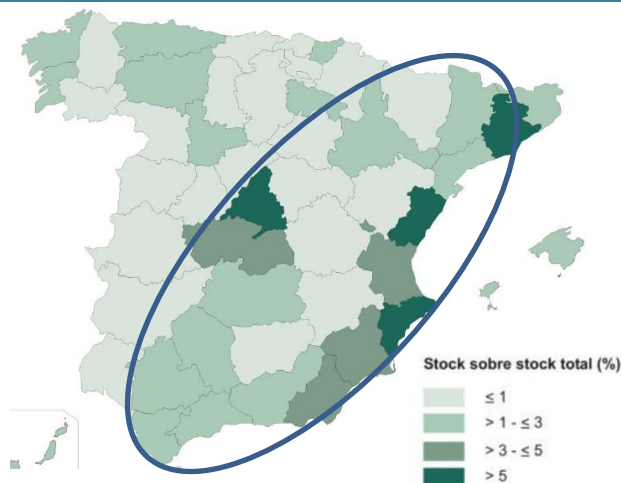 Stock sobre stock total (%)
≤ 1
> 1 - ≤ 3
> 3 - ≤ 5
> 5